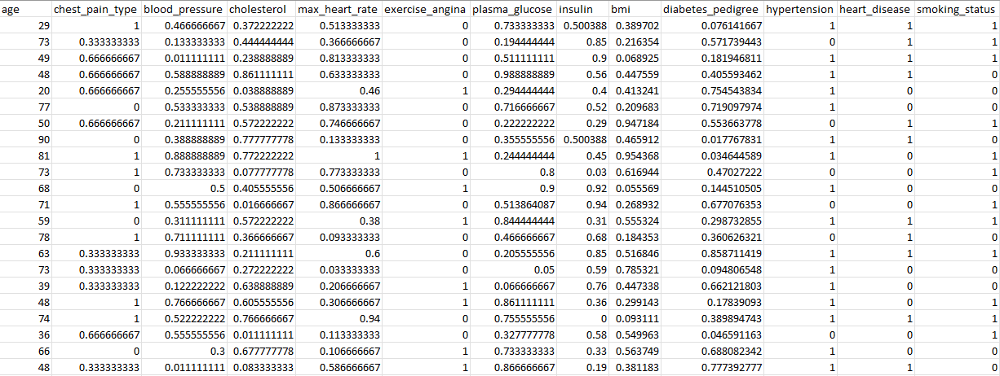 age chest_pain_type blood_pressure cholesterol max_heart_rate exercise_angina plasma_glucose insulin bmi diabetes_pedigree hypertension heart_disease smoking_status
29 1 0.466666667 0.372222222 0.513333333 0 0.733333333 0.500388 0.389702 0.076141667 1 1 1
73 0.333333333 0.133333333 0.444444444 0.366666667 0 0.194444444 0.85 0.216354 0.571739443 0 1 1
49 0.666666667 0.011111111 0.238888889 0.813333333 0 0.511111111 0.9 0.068925 0.181946811 1 1 1
48 0.666666667 0.588888889 0.861111111 0.633333333 0 0.988888889 0.56 0.447559 0.405593462 1 1 0
20 0.666666667 0.255555556 0.038888889 0.46 1 0.294444444 0.4 0.413241 0.754543834 1 0 0
77 0 0.533333333 0.538888889 0.873333333 0 0.716666667 0.52 0.209683 0.719097974 1 0 0
50 0.666666667 0.211111111 0.572222222 0.746666667 0 0.222222222 0.29 0.947184 0.553663778 0 1 1
90 0 0.388888889 0.777777778 0.133333333 0 0.355555556 0.500388 0.465912 0.017767831 1 1 0
81 1 0.888888889 0.772222222 1 1 0.244444444 0.45 0.954368 0.034644589 1 0 1
73 1 0.733333333 0.077777778 0.773333333 0 0.8 0.03 0.616944 0.47027222 0 0 1
68 0 0.5 0.405555556 0.506666667 1 0.9 0.92 0.055569 0.144510505 1 0 0
71 1 0.555555556 0.016666667 0.866666667 0 0.513864087 0.94 0.268932 0.677076353 0 0 1
59 0 0.311111111 0.572222222 0.38 1 0.844444444 0.31 0.555324 0.298732855 1 1 1
78 1 0.711111111 0.366666667 0.093333333 0 0.466666667 0.68 0.184353 0.360626321 0 1 0
63 0.333333333 0.933333333 0.211111111 0.6 0 0.205555556 0.85 0.516846 0.858711419 1 1 1
73 0.333333333 0.066666667 0.272222222 0.033333333 0 0.05 0.59 0.785321 0.094806548 1 0 0
39 0.333333333 0.122222222 0.638888889 0.206666667 1 0.066666667 0.76 0.447338 0.662121803 1 0 0
48 1 0.766666667 0.605555556 0.306666667 1 0.861111111 0.36 0.299143 0.17839093 1 0 1
74 1 0.522222222 0.766666667 0.94 0 0.755555556 0 0.093111 0.389894743 1 1 1
36 0.666666667 0.555555556 0.011111111 0.113333333 0 0.327777778 0.58 0.549963 0.046591163 0 0 1
66 0 0.3 0.677777778 0.106666667 1 0.733333333 0.33 0.563749 0.688082342 1 0 0
48 0.333333333 0.011111111 0.083333333 0.586666667 1 0.866666667 0.19 0.381183 0.777392777 1 1 0